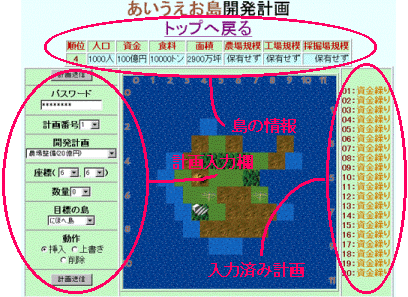 あいうえお島開発計画
トップへ戻る
順位 人口 資金 食料 面積 農場規模 工場規模 採掘場規模
4 1000人 100億円 10000トン 2900万坪 保有せず 保有せず 保有せず
島の情報
計画送信
パスワード
********
計画番号 1
開発計画
農場整備(20億円)
座標( 6 , 6 )
数量 0
目標の島
にほへ島
動作
挿入 上書き
削除
計画送信
計画入力欄
入力済み計画
01: 資金繰り
02: 資金繰り
03: 資金繰り
04: 資金繰り
05: 資金繰り
06: 資金繰り
07: 資金繰り
08: 資金繰り
09: 資金繰り
10: 資金繰り
11: 資金繰り
12: 資金繰り
13: 資金繰り
14: 資金繰り
15: 資金繰り
16: 資金繰り
17: 資金繰り
18: 資金繰り
19: 資金繰り
20: 資金繰り